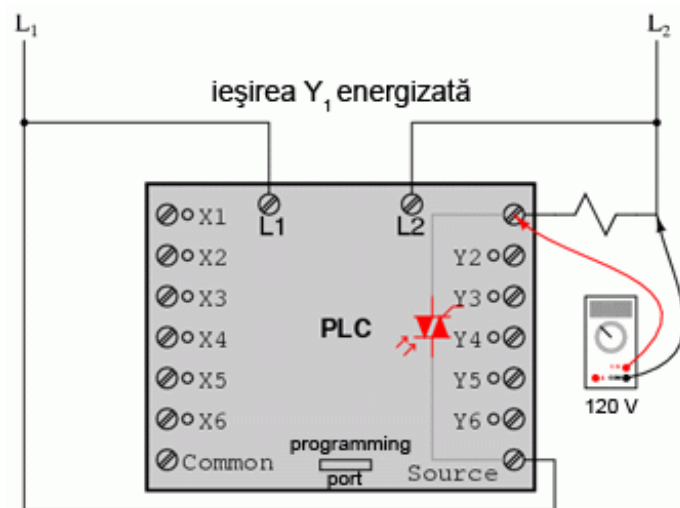 L1 L2
ieşirea Y1 energizată
L1 L2
X1
X2 Y2
X3 Y3
PLC
X4 Y4
X5 Y5
X6 Y6
120 V
programming
port
Common Source